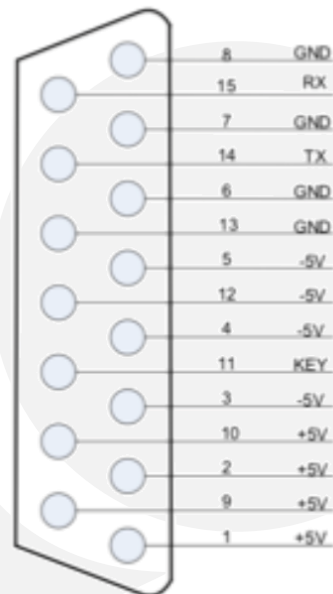 8 GND
15 RX
7 GND
14 TX
6 GND
13 GND
5 -5V
12 -5V
4 -5V
11 KEY
3 -5V
10 +5V
2 +5V
9 +5V
1 +5V